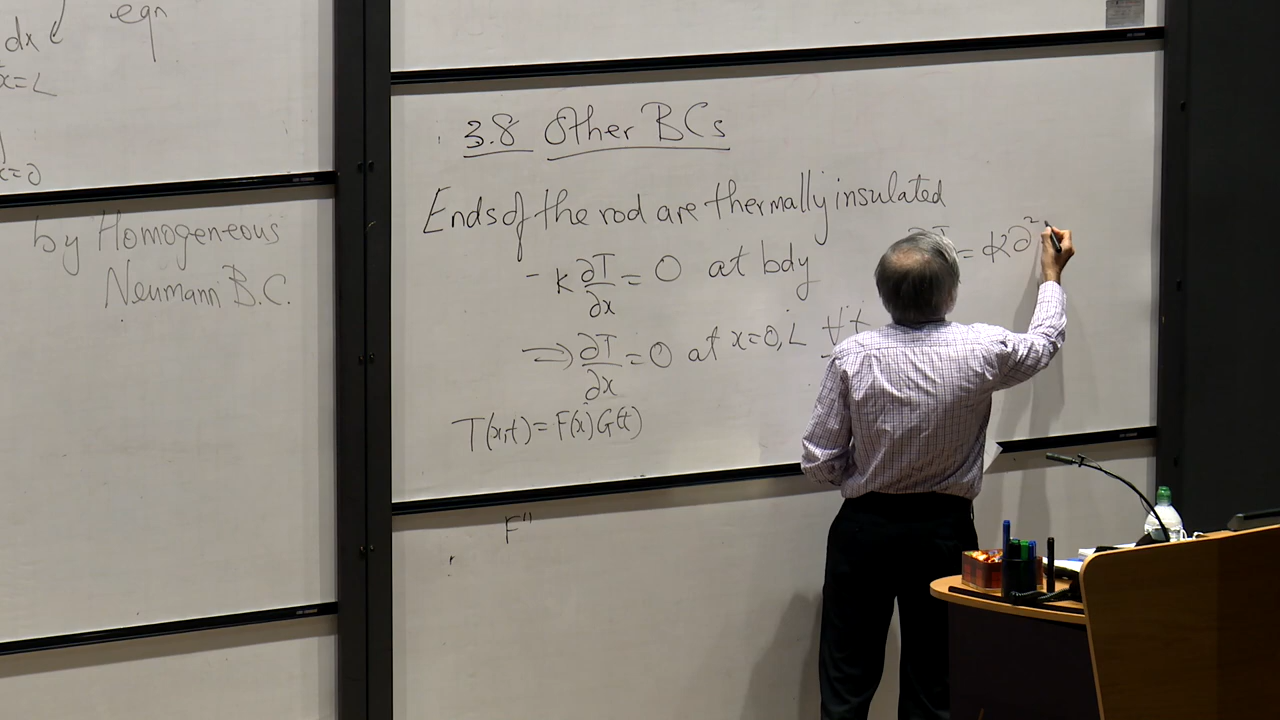 dx
eqn
x=L
x=0
by Homogeneous
Neumann B.C.
3.8 Other BCs
Ends of the rod are thermally insulated
-k ∂T/∂x = 0 at bdy
⇒ ∂T/∂x = 0 at x=0,L ∀t
T(x,t) = F(x)G(t)
= K ∂²
F"